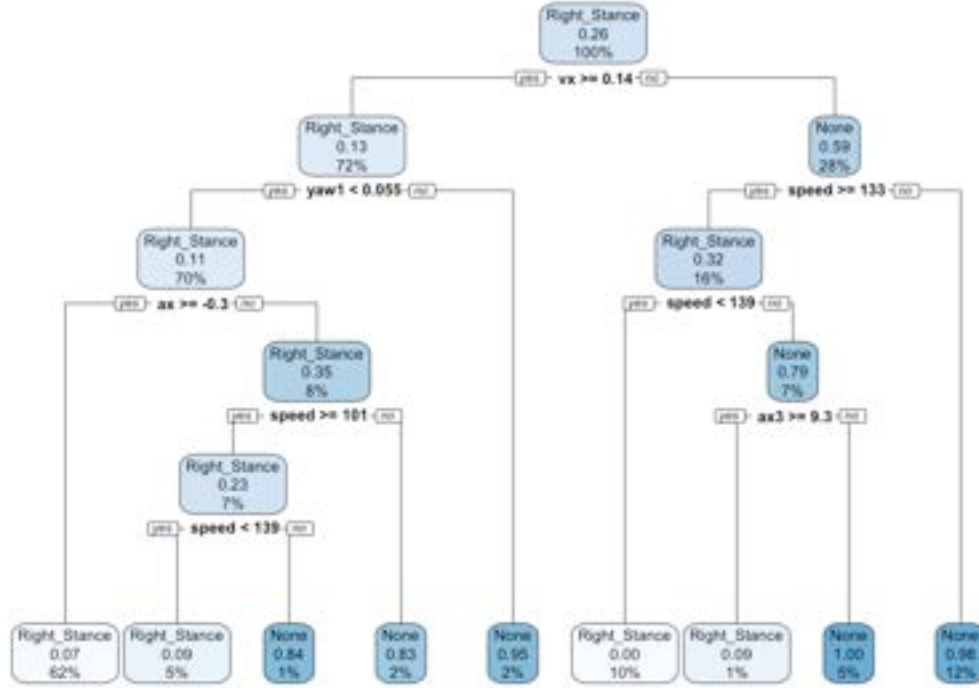 Right_Stance
0.26
100%
yes vx >= 0.14 no
Right_Stance
0.13
72%
None
0.59
28%
yes yaw1 < 0.055 no
yes speed >= 133 no
Right_Stance
0.11
70%
Right_Stance
0.32
16%
yes ax >= -0.3 no
yes speed < 139 no
Right_Stance
0.35
8%
None
0.79
7%
yes speed >= 101 no
yes ax3 >= 9.3 no
Right_Stance
0.23
7%
yes speed < 139 no
Right_Stance
0.07
62%
Right_Stance
0.09
5%
None
0.84
1%
None
0.83
2%
None
0.95
2%
Right_Stance
0.00
10%
Right_Stance
0.09
1%
None
1.00
5%
None
0.98
12%